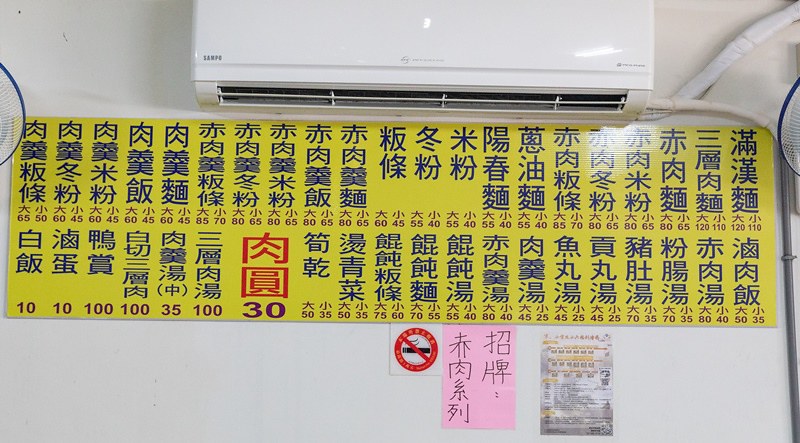 SAMPO
滿漢麵 大120 小110
三層肉麵 大120 小110
赤肉麵 大80 小65
赤肉米粉 大80 小65
赤肉冬粉 大80 小65
赤肉粄條 大85 小70
蔥油麵 大55 小40
陽春麵 大55 小40
米粉 大55 小40
冬粉 大55 小40
粄條 大60 小45
赤肉羹麵 大80 小65
赤肉羹飯 大80 小65
赤肉羹米粉 大80 小65
赤肉羹冬粉 大80 小65
赤肉羹粄條 大85 小70
肉羹麵 大60 小45
肉羹飯 大60 小45
肉羹米粉 大60 小45
肉羹冬粉 大60 小45
肉羹粄條 大65 小50
滷肉飯 大50 小35
赤肉湯 大80 小40
粉腸湯 大70 小35
豬肚湯 大70 小35
貢丸湯 大45 小25
魚丸湯 大45 小25
肉羹湯 大45 小25
赤肉羹湯 大80 小40
餛飩湯 大55 小40
餛飩麵 大70 小55
餛飩粄條 大75 小60
燙青菜 大50 小35
筍乾 大50 小35
肉圓 30
三層肉湯 100
肉羹湯(中) 35
白切三層肉 100
鴨賞 100
滷蛋 10
白飯 10
招牌：
赤肉系列